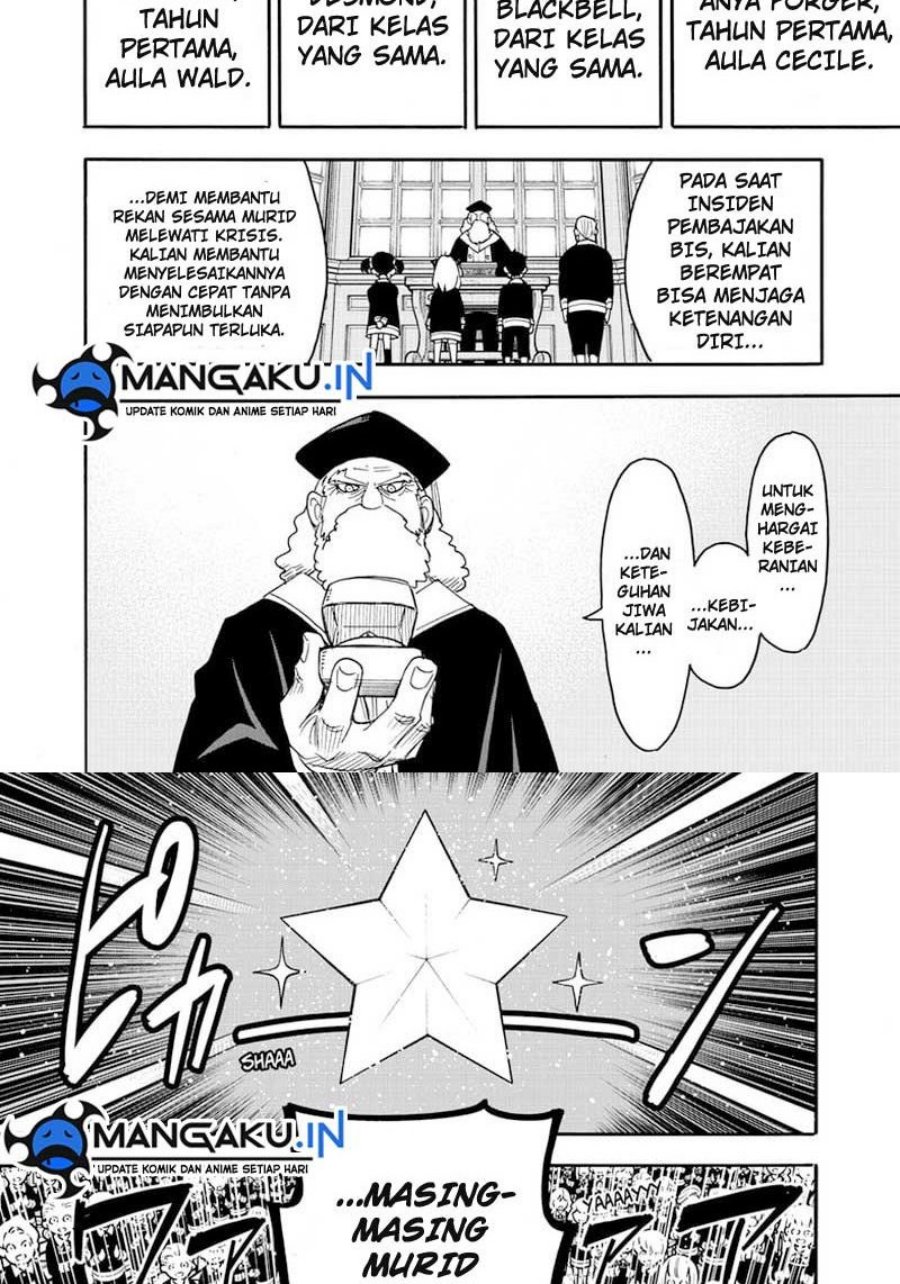 TAHUN
PERTAMA,
AULA WALD.
DESMOND,
DARI KELAS
YANG SAMA.
BLACKBELL,
DARI KELAS
YANG SAMA.
ANYA FORGER,
TAHUN PERTAMA,
AULA CECILE.
...DEMI MEMBANTU
REKAN SESAMA MURID
MELEWATI KRISIS.
KALIAN MEMBANTU
MENYELESAIKANNYA
DENGAN CEPAT TANPA
MENIMBULKAN
SIAPAPUN TERLUKA.
PADA SAAT
INSIDEN
PEMBAJAKAN
BIS, KALIAN
BEREMPAT
BISA MENJAGA
KETENANGAN
DIRI...
MANGAKU.IN
UPDATE KOMIK DAN ANIME SETIAP HARI
UNTUK
MENG-
HARGAI
KEBE-
RANIAN
...
...KEBI-
JAKAN...
...DAN
KETE-
GUHAN
JIWA
KALIAN
...
ピカーン
SHAAA
MANGAKU.IN
UPDATE KOMIK DAN ANIME SETIAP HARI
...MASING-
MASING
MURID
ワアア